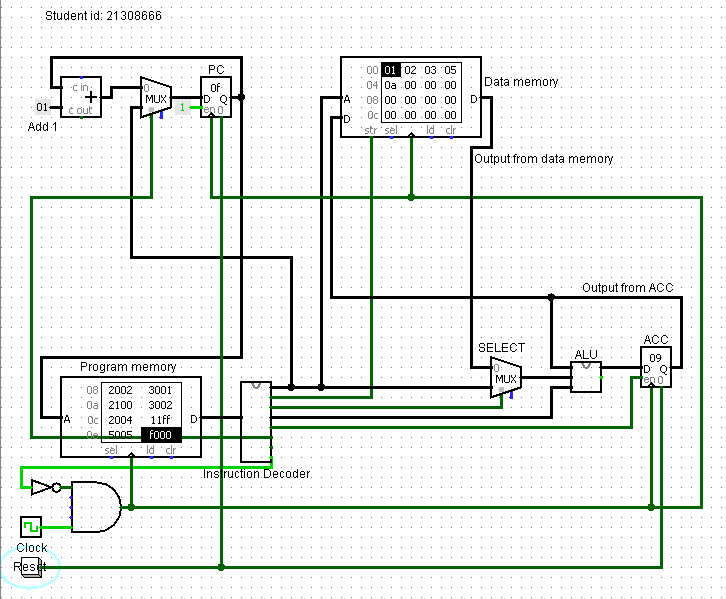 Student id: 21308666
PC
c in
+
c out
01
Add 1
0
MUX
1
0f
D Q
en 0
A
D
00 01 02 03 05
04 0a 00 00 00
08 00 00 00 00
0c 00 00 00 00
D
str sel ld clr
Data memory
Output from data memory
Output from ACC
SELECT
0
MUX
ALU
ACC
09
D Q
en 0
Program memory
A
08 2002 3001
0a 2100 3002
0c 2004 11ff
0e 5005 f000
D
sel ld clr
Instruction Decoder
Clock
Reset